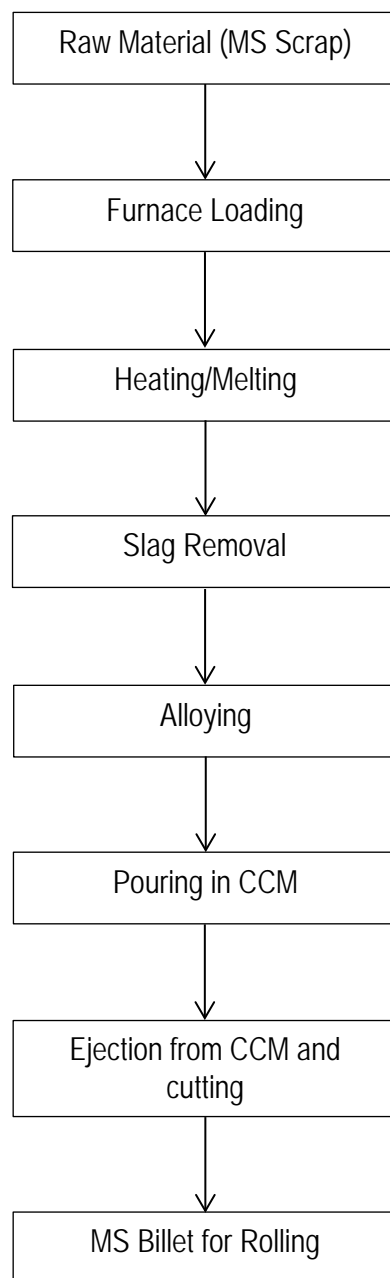 Raw Material (MS Scrap)
Furnace Loading
Heating/Melting
Slag Removal
Alloying
Pouring in CCM
Ejection from CCM and
cutting
MS Billet for Rolling